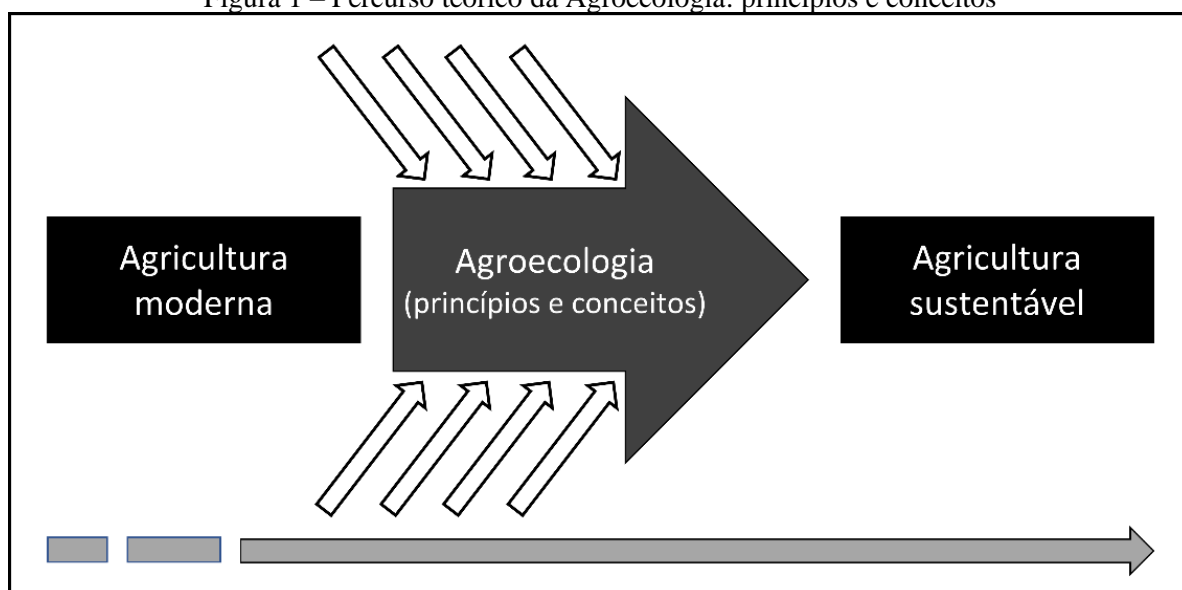 Figura 1 – Percurso teórico da Agroecologia: princípios e conceitos
Agricultura
moderna
Agroecologia
(princípios e conceitos)
Agricultura
sustentável